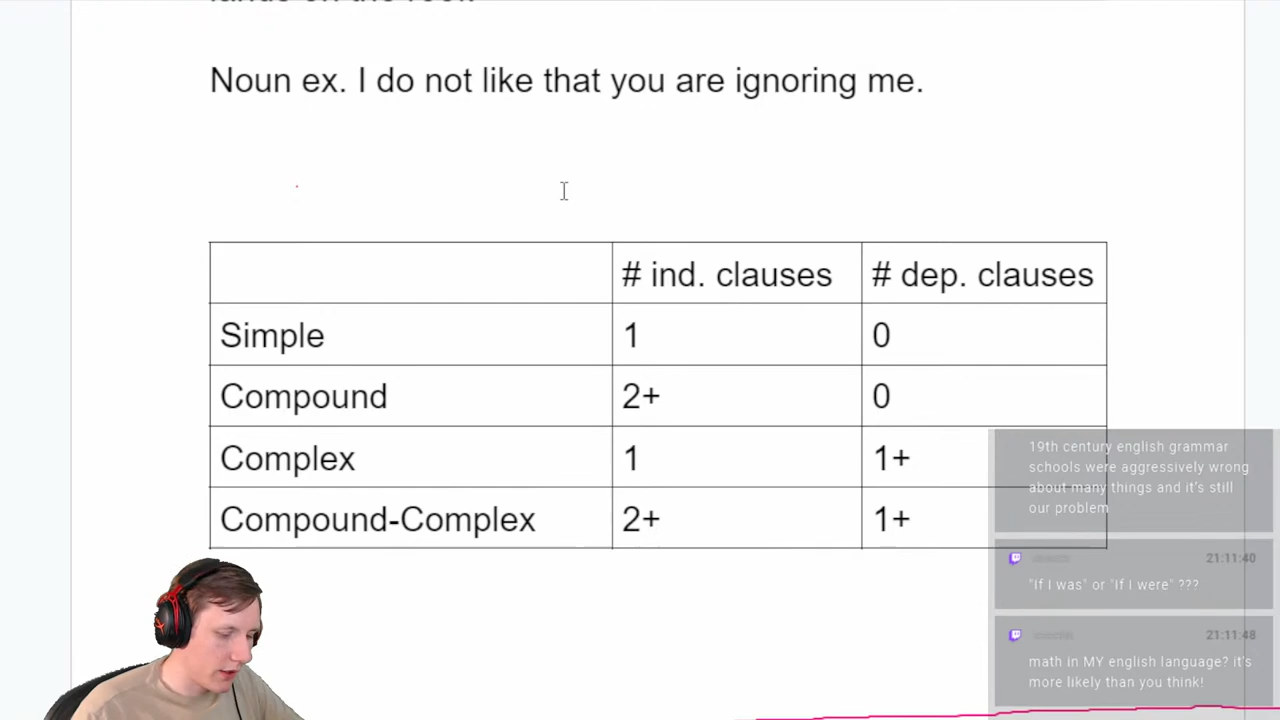 Noun ex. I do not like that you are ignoring me.
# ind. clauses # dep. clauses
Simple 1 0
Compound 2+ 0
Complex 1 1+
Compound-Complex 2+ 1+
19th century english grammar
schools were aggressively wrong
about many things and it's still
our problem
21:11:40
"If I was" or "If I were" ???
21:11:48
math in MY english language? it's
more likely than you think!